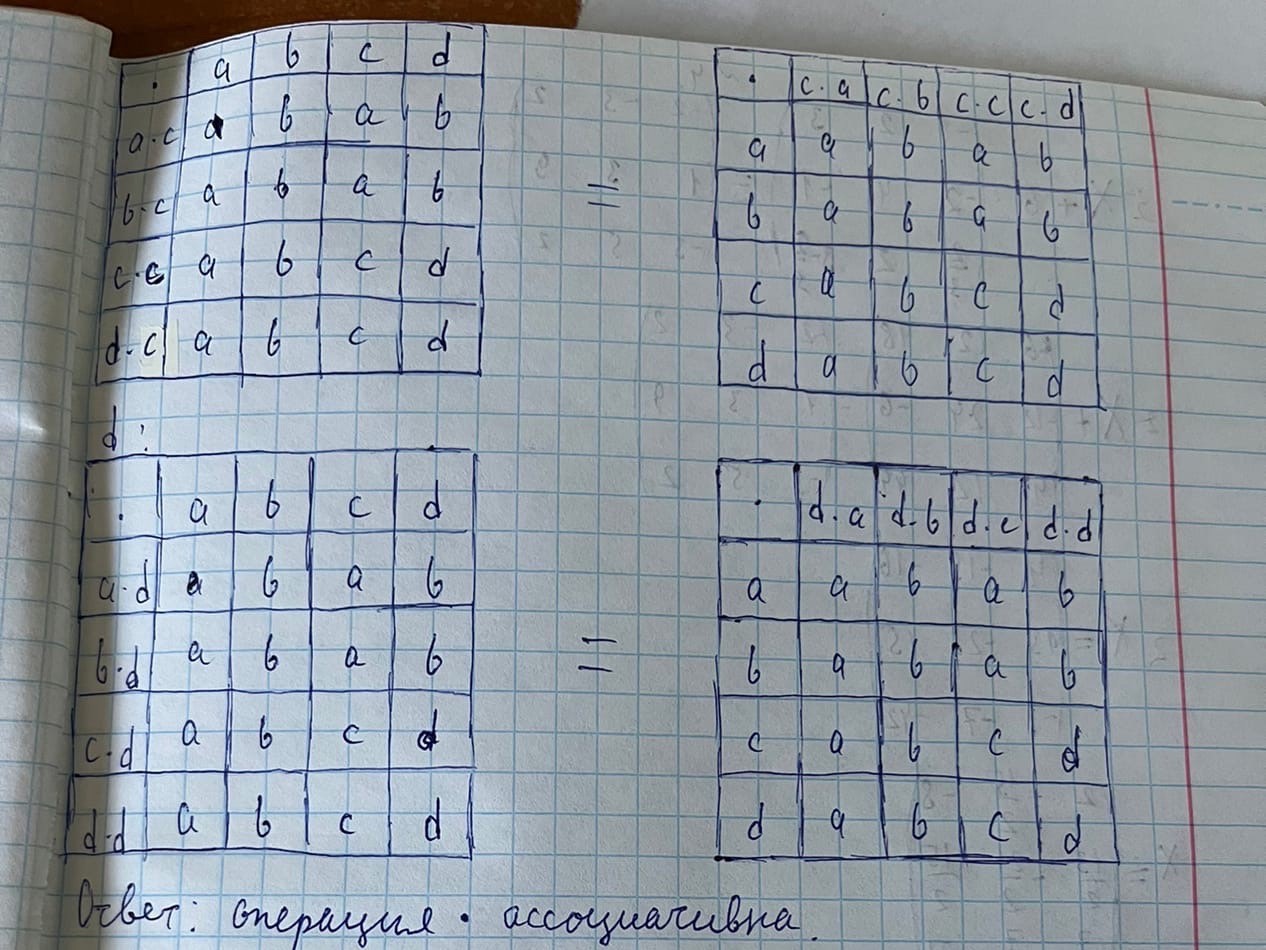 · a b c d
a·c a b a b
b·c a b a b
c·c a b c d
d·c a b c d
=
· c·a c·b c·c c·d
a a b a b
b a b a b
c a b c d
d a b c d
d:
· a b c d
a·d a b a b
b·d a b a b
c·d a b c d
d·d a b c d
=
· d·a d·b d·c d·d
a a b a b
b a b a b
c a b c d
d a b c d
Ответ: операция · ассоциативна.